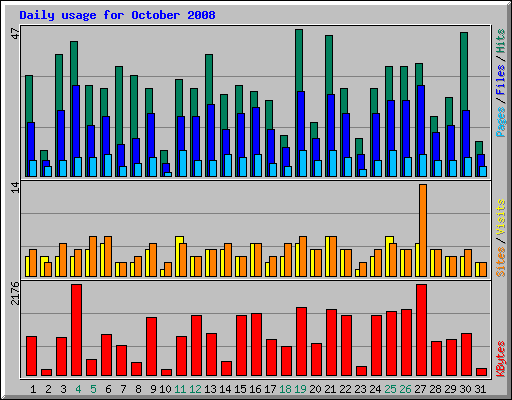 Daily usage for October 2008
47
Pages / Files / Hits
14
Sites / Visits
2176
KBytes
1 2 3 4 5 6 7 8 9 10 11 12 13 14 15 16 17 18 19 20 21 22 23 24 25 26 27 28 29 30 31